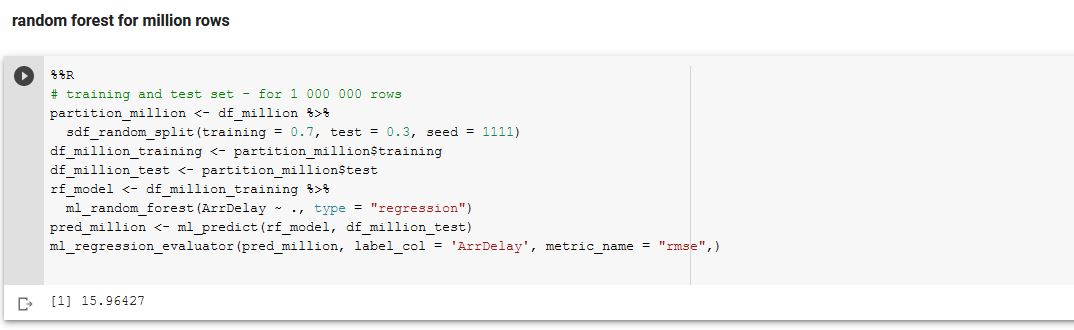 random forest for million rows
%%R
# training and test set - for 1 000 000 rows
partition_million <- df_million %>%
  sdf_random_split(training = 0.7, test = 0.3, seed = 1111)
df_million_training <- partition_million$training
df_million_test <- partition_million$test
rf_model <- df_million_training %>%
  ml_random_forest(ArrDelay ~ ., type = "regression")
pred_million <- ml_predict(rf_model, df_million_test)
ml_regression_evaluator(pred_million, label_col = 'ArrDelay', metric_name = "rmse",)
[1] 15.96427